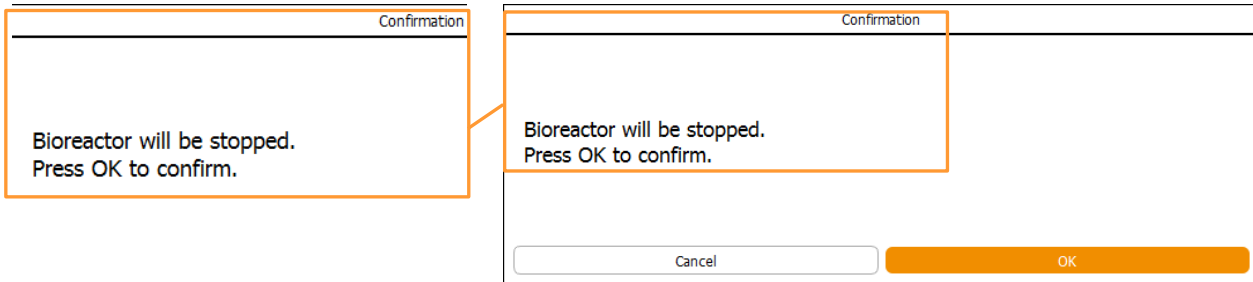 Confirmation
Bioreactor will be stopped.
Press OK to confirm.
Confirmation
Bioreactor will be stopped.
Press OK to confirm.
Cancel
OK